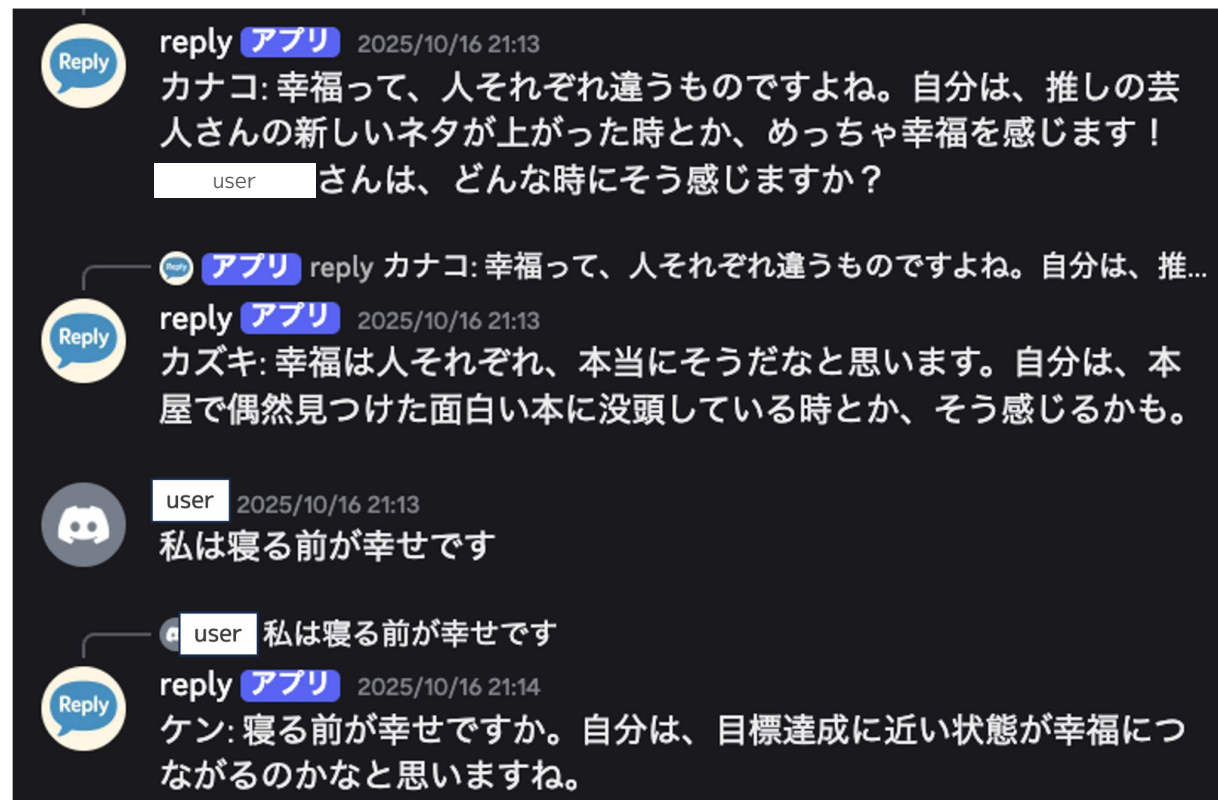 Reply
reply アプリ 2025/10/16 21:13
カナコ: 幸福って、人それぞれ違うものですよね。自分は、推しの芸
人さんの新しいネタが上がった時とか、めっちゃ幸福を感じます！
user さんは、どんな時にそう感じますか？
Reply アプリ reply カナコ: 幸福って、人それぞれ違うものですよね。自分は、推...
Reply
reply アプリ 2025/10/16 21:13
カズキ: 幸福は人それぞれ、本当にそうだなと思います。自分は、本
屋で偶然見つけた面白い本に没頭している時とか、そう感じるかも。
user 2025/10/16 21:13
私は寝る前が幸せです
user 私は寝る前が幸せです
Reply
reply アプリ 2025/10/16 21:14
ケン: 寝る前が幸せですか。自分は、目標達成に近い状態が幸福につ
ながるのかなと思いますね。